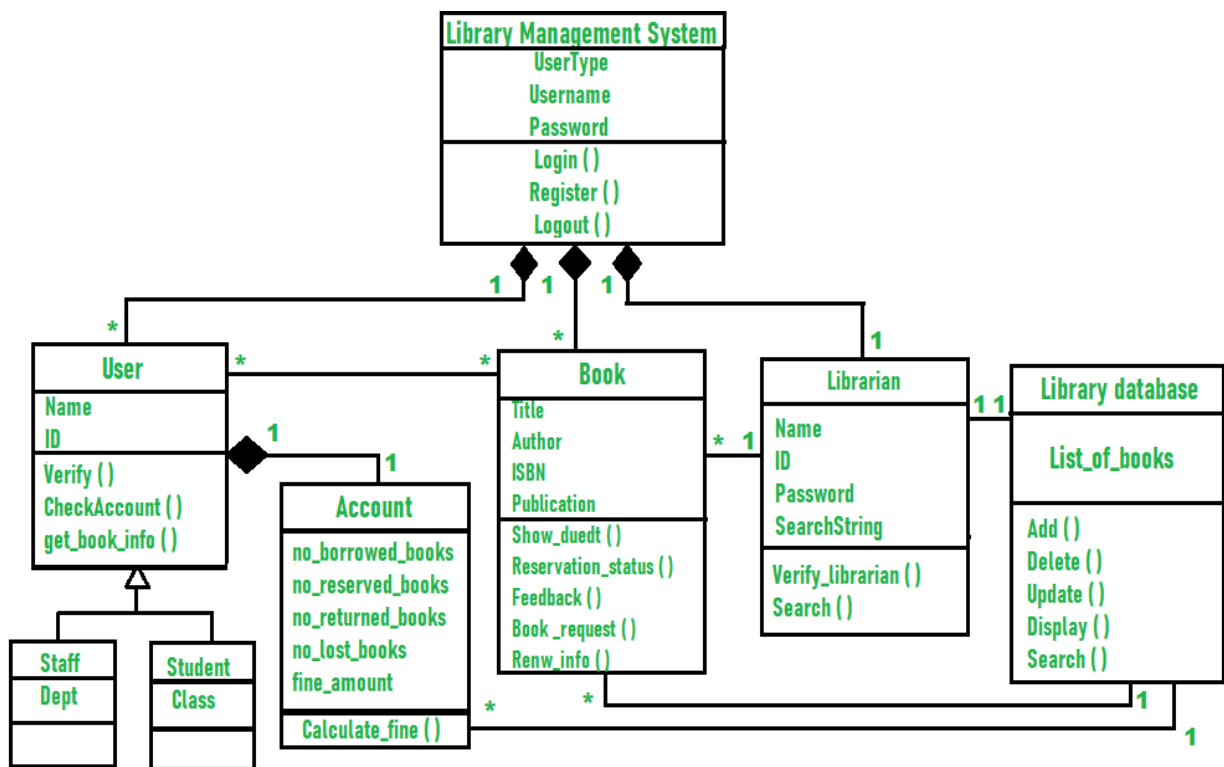 Library Management System
UserType
Username
Password
Login ( )
Register ( )
Logout ( )
1
1
1
*
*
1
User
Name
ID
Verify ( )
CheckAccount ( )
get_book_info ( )
*
*
1
1
Book
Title
Author
ISBN
Publication
Show_duedt ( )
Reservation_status ( )
Feedback ( )
Book _request ( )
Renw_info ( )
*
1
Librarian
Name
ID
Password
SearchString
Verify_librarian ( )
Search ( )
1
1
Library database
List_of_books
Add ( )
Delete ( )
Update ( )
Display ( )
Search ( )
Account
no_borrowed_books
no_reserved_books
no_returned_books
no_lost_books
fine_amount
Calculate_fine ( )
Staff
Dept
Student
Class
*
1
*
1